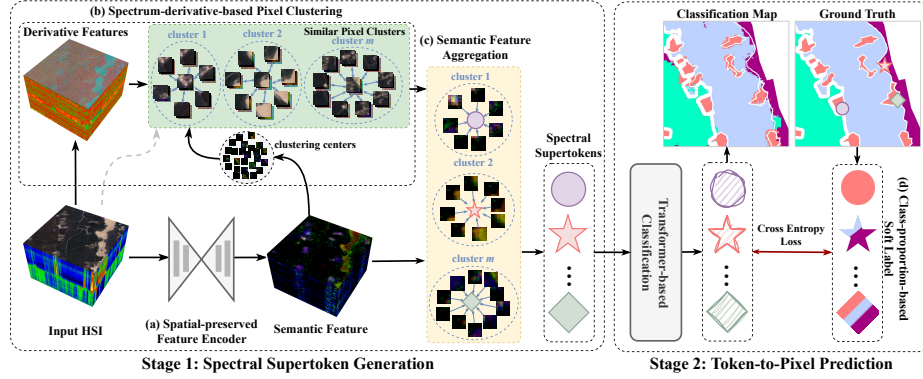 (b) Spectrum-derivative-based Pixel Clustering
Derivative Features
cluster 1
cluster 2
Similar Pixel Clusters
cluster m
clustering centers
(c) Semantic Feature
Aggregation
cluster 1
cluster 2
cluster m
Spectral
Supertokens
Input HSI
(a) Spatial-preserved
Feature Encoder
Semantic Feature
Stage 1: Spectral Supertoken Generation
Classification Map
Ground Truth
Transformer-based
Classification
Cross Entropy
Loss
(d) Class-proportion-based
Soft Label
Stage 2: Token-to-Pixel Prediction